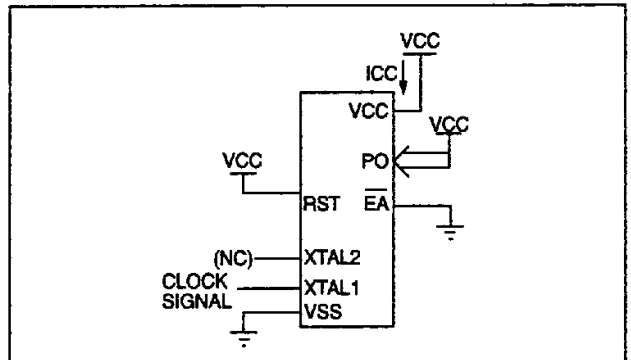 VCC
ICC
VCC
VCC
VCC
PO
RST
EA
(NC)
XTAL2
CLOCK
SIGNAL
XTAL1
VSS